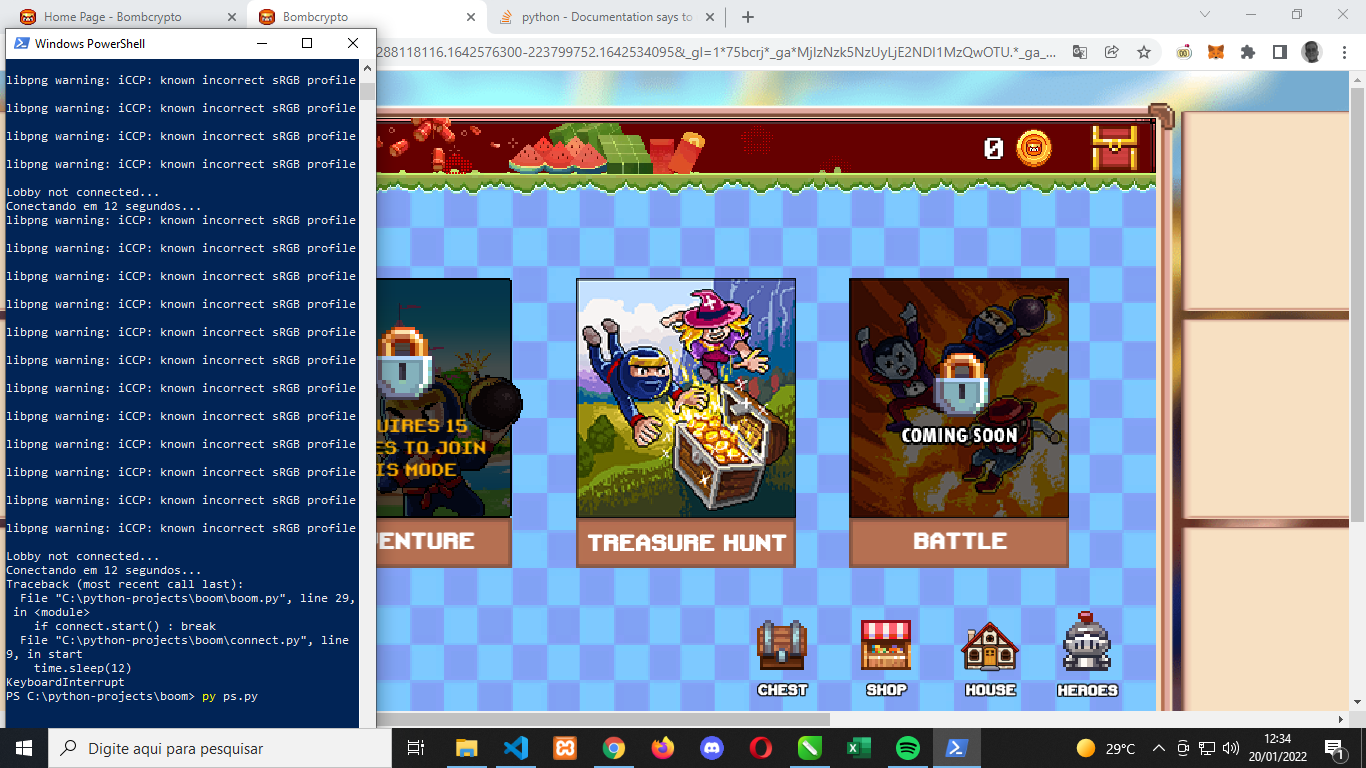 Home Page - Bombcrypto
Bombcrypto
python - Documentation says to
Windows PowerShell
288118116.1642576300-223799752.1642534095&_gl=1*75bcrj*_ga*MjIzNzk5NzUyLjE2NDI1MzQwOTU.*_ga_...
libpng warning: iCCP: known incorrect sRGB profile
libpng warning: iCCP: known incorrect sRGB profile
libpng warning: iCCP: known incorrect sRGB profile
libpng warning: iCCP: known incorrect sRGB profile
Lobby not connected...
Conectando em 12 segundos...
libpng warning: iCCP: known incorrect sRGB profile
libpng warning: iCCP: known incorrect sRGB profile
libpng warning: iCCP: known incorrect sRGB profile
libpng warning: iCCP: known incorrect sRGB profile
libpng warning: iCCP: known incorrect sRGB profile
libpng warning: iCCP: known incorrect sRGB profile
libpng warning: iCCP: known incorrect sRGB profile
libpng warning: iCCP: known incorrect sRGB profile
libpng warning: iCCP: known incorrect sRGB profile
libpng warning: iCCP: known incorrect sRGB profile
libpng warning: iCCP: known incorrect sRGB profile
libpng warning: iCCP: known incorrect sRGB profile
Lobby not connected...
Conectando em 12 segundos...
Traceback (most recent call last):
File "C:\python-projects\boom\boom.py", line 29,
in <module>
if connect.start() : break
File "C:\python-projects\boom\connect.py", line
9, in start
time.sleep(12)
KeyboardInterrupt
PS C:\python-projects\boom> py ps.py
0
UIRES 15
ES TO JOIN
IS MODE
VENTURE
TREASURE HUNT
COMING SOON
BATTLE
CHEST
SHOP
HOUSE
HEROES
Digite aqui para pesquisar
29°C
12:34
20/01/2022
1